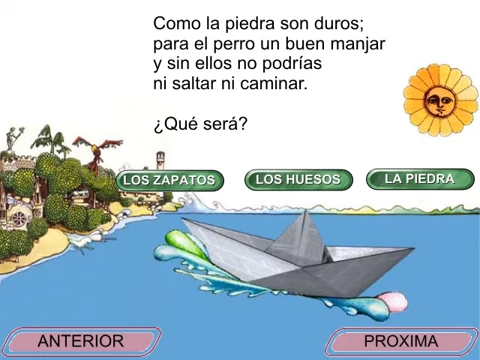 Como la piedra son duros;
para el perro un buen manjar
y sin ellos no podrías
ni saltar ni caminar.
¿Qué será?
LOS ZAPATOS
LOS HUESOS
LA PIEDRA
ANTERIOR
PROXIMA